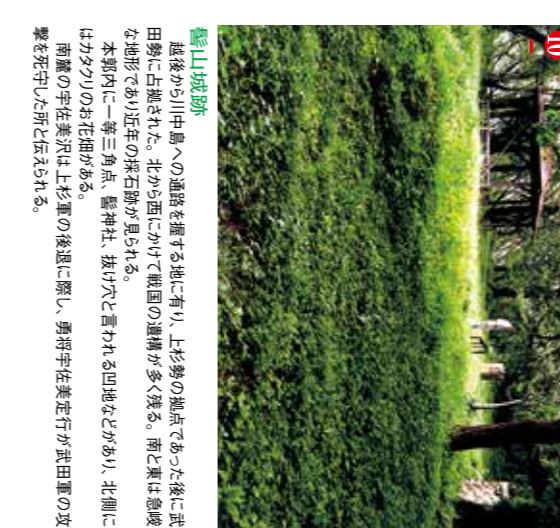 10
髻山城跡
越後から川中島への通路を握する地に有り、上杉勢の拠点であった後に武
田勢に占拠された。北から西にかけて戦国の遺構が多く残る。南と東は急峻
な地形であり近年の採石跡が見られる。
本郭内に一等三角点、髻神社、抜け穴と言われる凹地などがあり、北側に
はカタクリのお花畑がある。
南麓の宇佐美沢は上杉軍の後退に際し、勇将宇佐美定行が武田軍の攻
撃を死守した所と伝えられる。